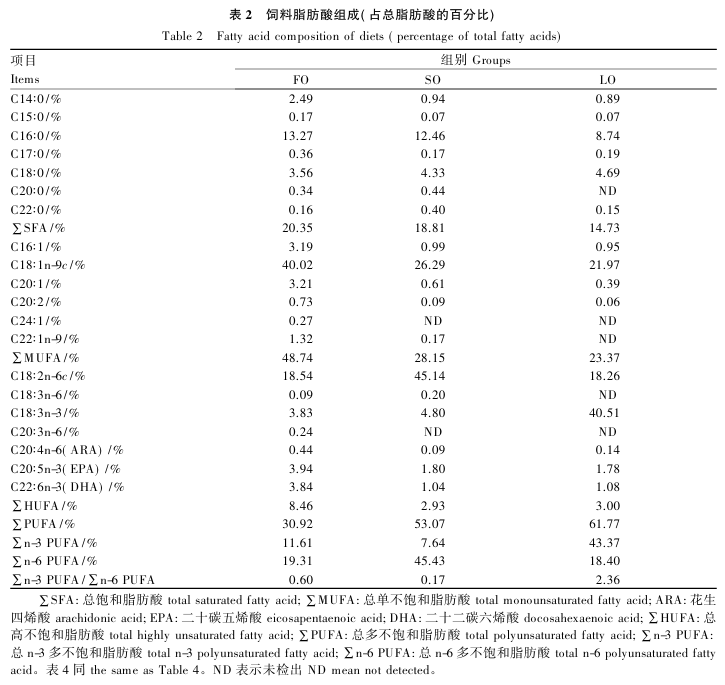 表 2 饲料脂肪酸组成( 占总脂肪酸的百分比)
Table 2 Fatty acid composition of diets ( percentage of total fatty acids)
项目 组别 Groups
Items FO SO LO
C14∶0/% 2.49 0.94 0.89
C15∶0/% 0.17 0.07 0.07
C16∶0/% 13.27 12.46 8.74
C17∶0/% 0.36 0.17 0.19
C18∶0/% 3.56 4.33 4.69
C20∶0/% 0.34 0.44 ND
C22∶0/% 0.16 0.40 0.15
∑SFA/% 20.35 18.81 14.73
C16∶1/% 3.19 0.99 0.95
C18∶1n-9c/% 40.02 26.29 21.97
C20∶1/% 3.21 0.61 0.39
C20∶2/% 0.73 0.09 0.06
C24∶1/% 0.27 ND ND
C22∶1n-9/% 1.32 0.17 ND
∑MUFA/% 48.74 28.15 23.37
C18∶2n-6c/% 18.54 45.14 18.26
C18∶3n-6/% 0.09 0.20 ND
C18∶3n-3/% 3.83 4.80 40.51
C20∶3n-6/% 0.24 ND ND
C20∶4n-6( ARA) /% 0.44 0.09 0.14
C20∶5n-3( EPA) /% 3.94 1.80 1.78
C22∶6n-3( DHA) /% 3.84 1.04 1.08
∑HUFA/% 8.46 2.93 3.00
∑PUFA/% 30.92 53.07 61.77
∑n-3 PUFA/% 11.61 7.64 43.37
∑n-6 PUFA/% 19.31 45.43 18.40
∑n-3 PUFA/∑n-6 PUFA 0.60 0.17 2.36
∑SFA: 总饱和脂肪酸 total saturated fatty acid; ∑MUFA: 总单不饱和脂肪酸 total monounsaturated fatty acid; ARA: 花生
四烯酸 arachidonic acid; EPA: 二十碳五烯酸 eicosapentaenoic acid; DHA: 二十二碳六烯酸 docosahexaenoic acid; ∑HUFA: 总
高不饱和脂肪酸 total highly unsaturated fatty acid; ∑PUFA: 总多不饱和脂肪酸 total polyunsaturated fatty acid; ∑n-3 PUFA:
总 n-3 多不饱和脂肪酸 total n-3 polyunsaturated fatty acid; ∑n-6 PUFA: 总 n-6 多不饱和脂肪酸 total n-6 polyunsaturated fatty
acid。表 4 同 the same as Table 4。ND 表示未检出 ND mean not detected。